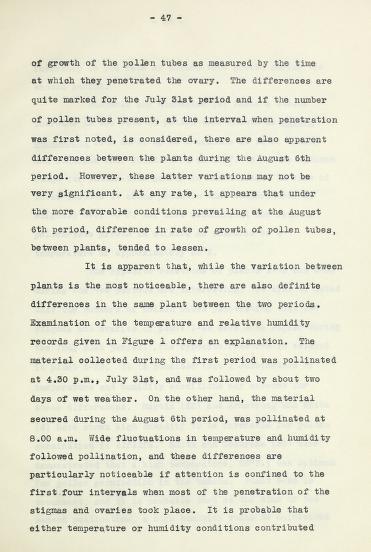 - 47 -
of growth of the pollen tubes as measured by the time
at which they penetrated the ovary. The differences are
quite marked for the July 31st period and if the number
of pollen tubes present, at the interval when penetration
was first noted, is considered, there are also apparent
differences between the plants during the August 6th
period. However, these latter variations may not be
very significant. At any rate, it appears that under
the more favorable conditions prevailing at the August
6th period, difference in rate of growth of pollen tubes,
between plants, tended to lessen.
It is apparent that, while the variation between
plants is the most noticeable, there are also definite
differences in the same plant between the two periods.
Examination of the temperature and relative humidity
records given in Figure 1 offers an explanation. The
material collected during the first period was pollinated
at 4.30 p.m., July 31st, and was followed by about two
days of wet weather. On the other hand, the material
secured during the August 6th period, was pollinated at
8.00 a.m. Wide fluctuations in temperature and humidity
followed pollination, and these differences are
particularly noticeable if attention is confined to the
first four intervals when most of the penetration of the
stigmas and ovaries took place. It is probable that
either temperature or humidity conditions contributed